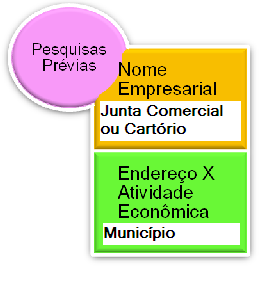 Pesquisas
Prévias
Nome
Empresarial
Junta Comercial
ou Cartório
Endereço X
Atividade
Econômica
Município